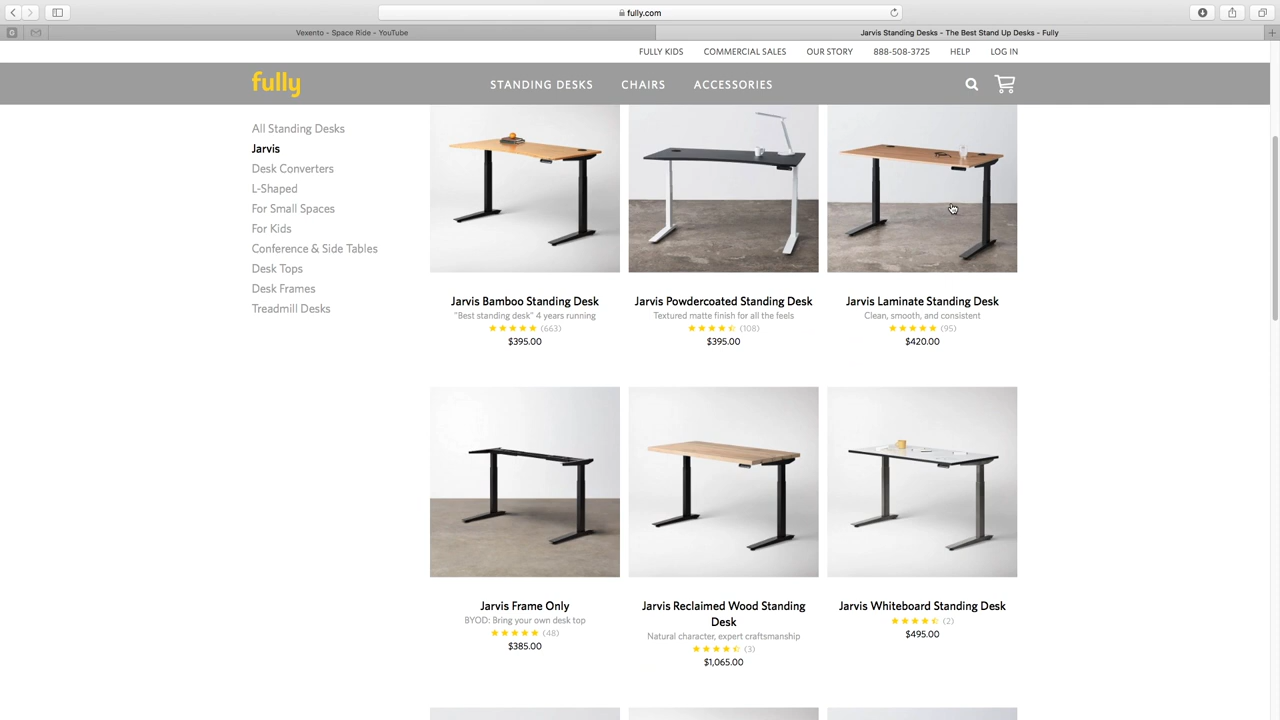 fully.com
Vexento - Space Ride - YouTube
Jarvis Standing Desks - The Best Stand Up Desks - Fully
FULLY KIDS
COMMERCIAL SALES
OUR STORY
888-508-3725
HELP
LOG IN
fully
STANDING DESKS
CHAIRS
ACCESSORIES
All Standing Desks
Jarvis
Desk Converters
L-Shaped
For Small Spaces
For Kids
Conference & Side Tables
Desk Tops
Desk Frames
Treadmill Desks
Jarvis Bamboo Standing Desk
"Best standing desk" 4 years running
(663)
$395.00
Jarvis Powdercoated Standing Desk
Textured matte finish for all the feels
(108)
$395.00
Jarvis Laminate Standing Desk
Clean, smooth, and consistent
(95)
$420.00
Jarvis Frame Only
BYOD: Bring your own desk top
(48)
$385.00
Jarvis Reclaimed Wood Standing
Desk
Natural character, expert craftsmanship
(3)
$1,065.00
Jarvis Whiteboard Standing Desk
(2)
$495.00